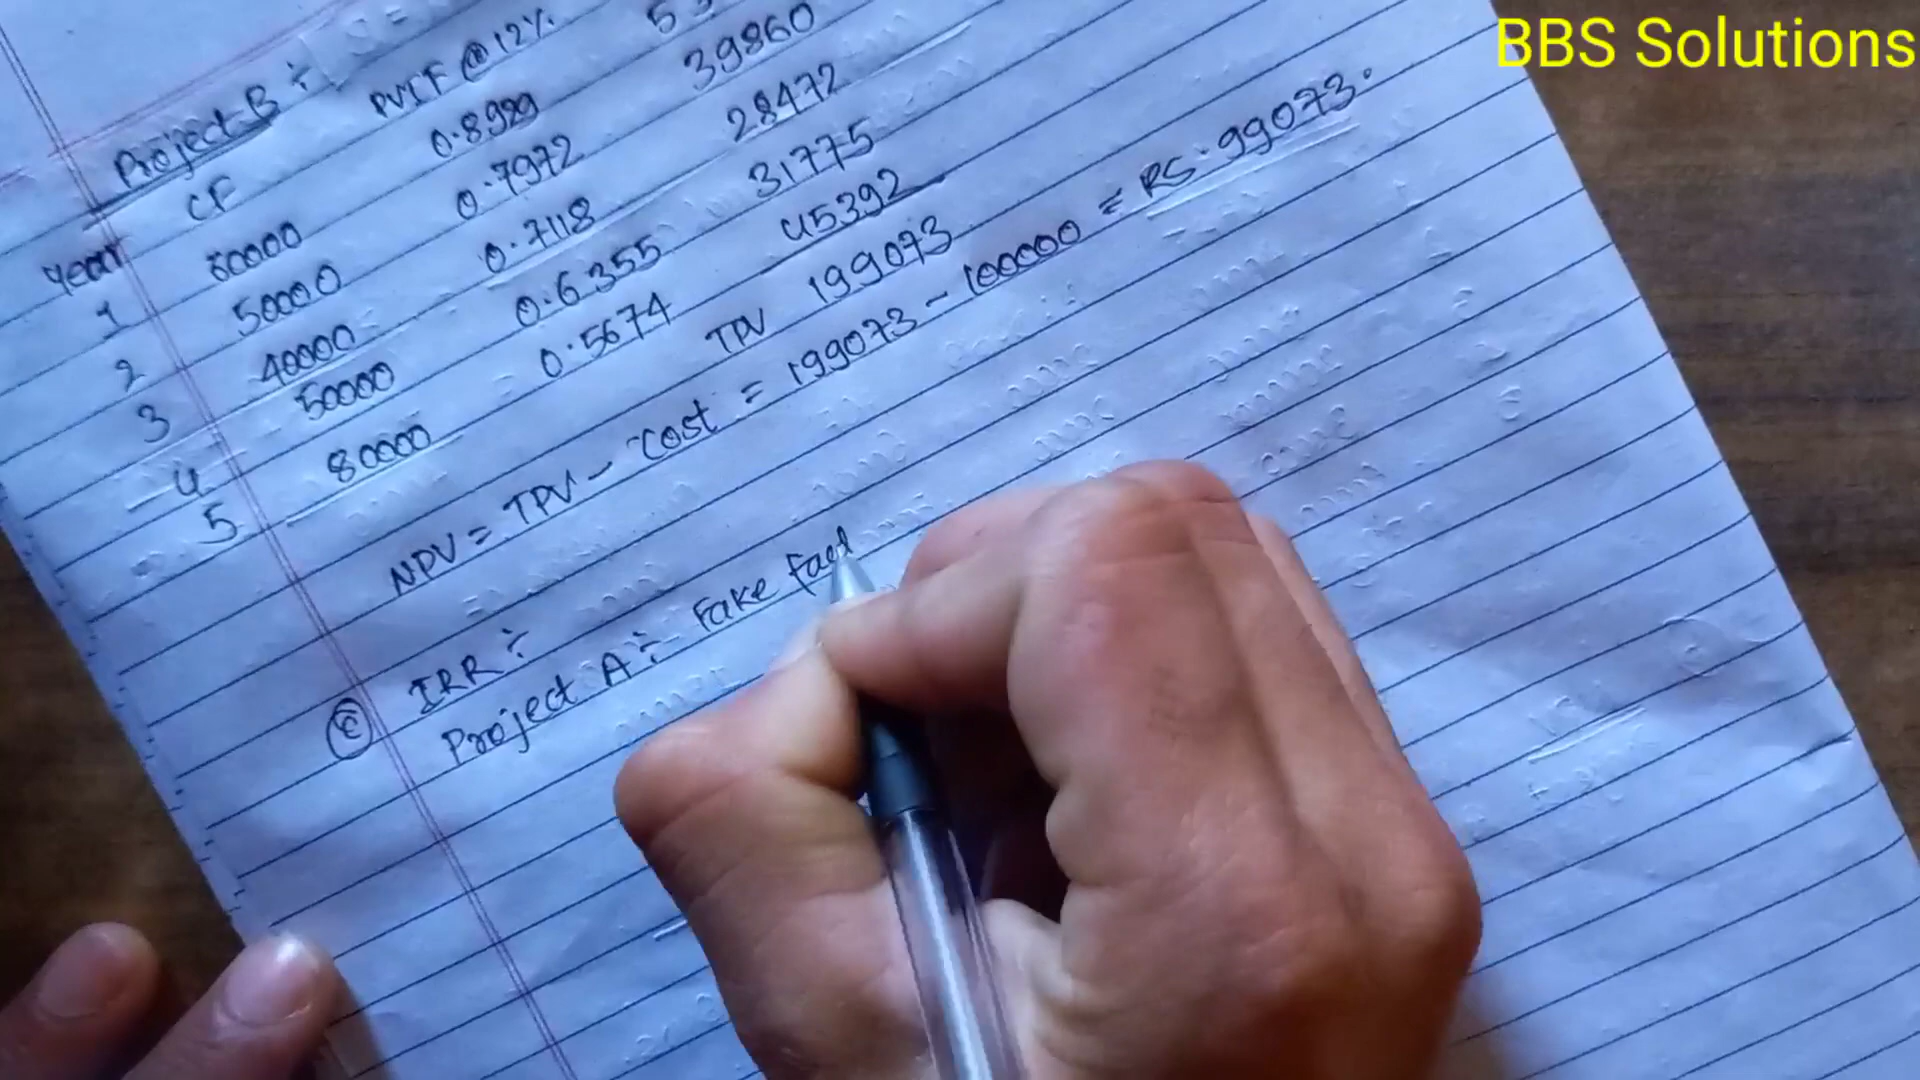 BBS Solutions
Project B ÷
Year CF PVIF @ 12%
1 60000 0.8929
2 50000 0.7972 39860
3 40000 0.7118 28472
4 50000 0.6355 31775
5 80000 0.5674 45392
TPV 199073
NPV = TPV - Cost = 199073 - 100000 = RS. 99073.
C IRR ÷
Project A ÷ Fake fact